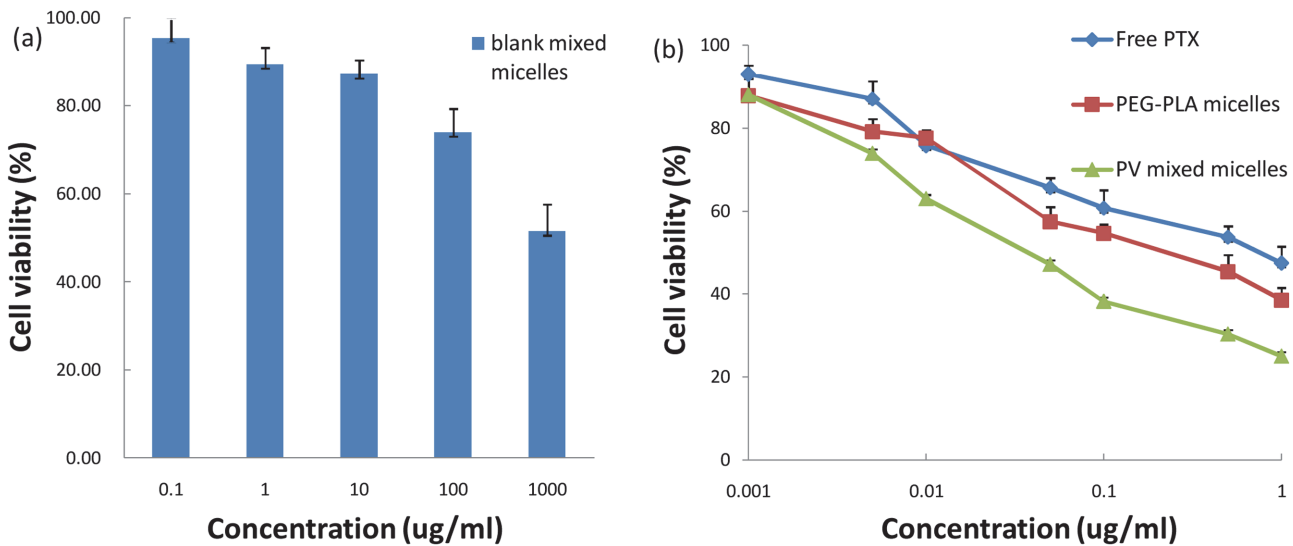 (a)
100.00
80.00
60.00
40.00
20.00
0.00
Cell viability (%)
blank mixed
micelles
0.1 1 10 100 1000
Concentration (ug/ml)
(b)
100
80
60
40
20
0
Cell viability (%)
Free PTX
PEG-PLA micelles
PV mixed micelles
0.001 0.01 0.1 1
Concentration (ug/ml)